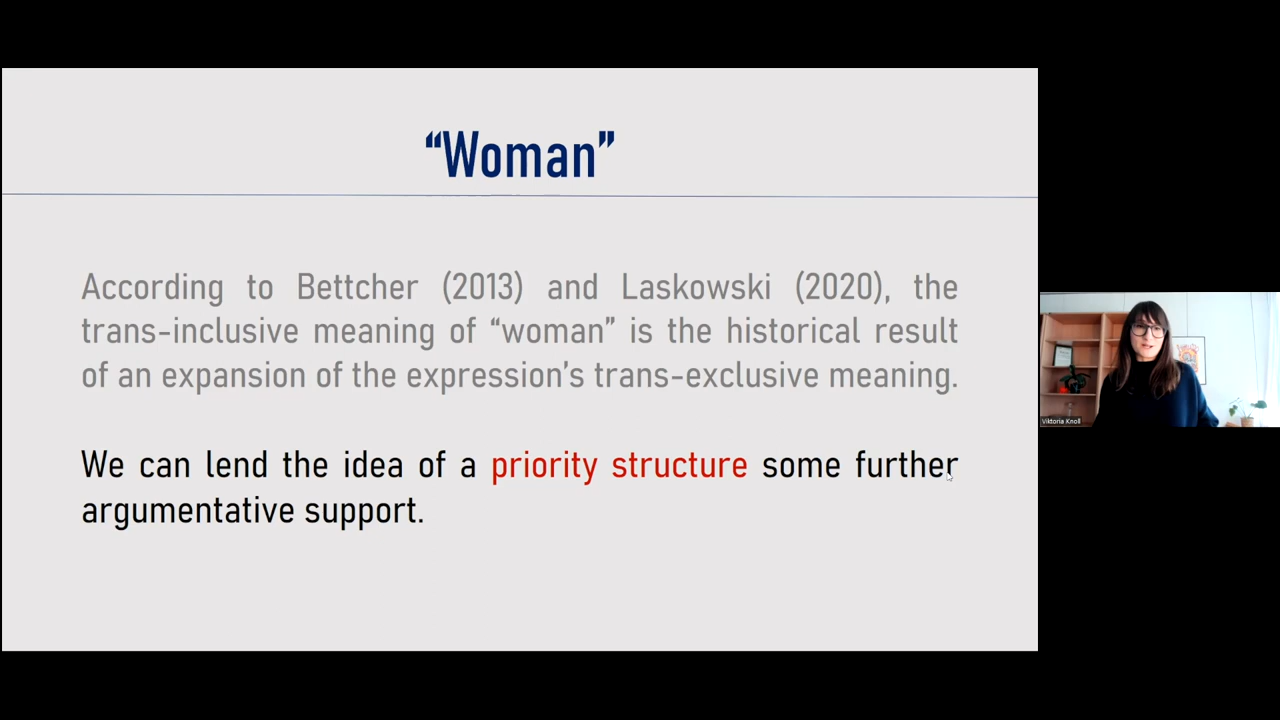 “Woman”
According to Bettcher (2013) and Laskowski (2020), the
trans-inclusive meaning of “woman” is the historical result
of an expansion of the expression’s trans-exclusive meaning.
We can lend the idea of a priority structure some further
argumentative support.
Viktoria Knoll